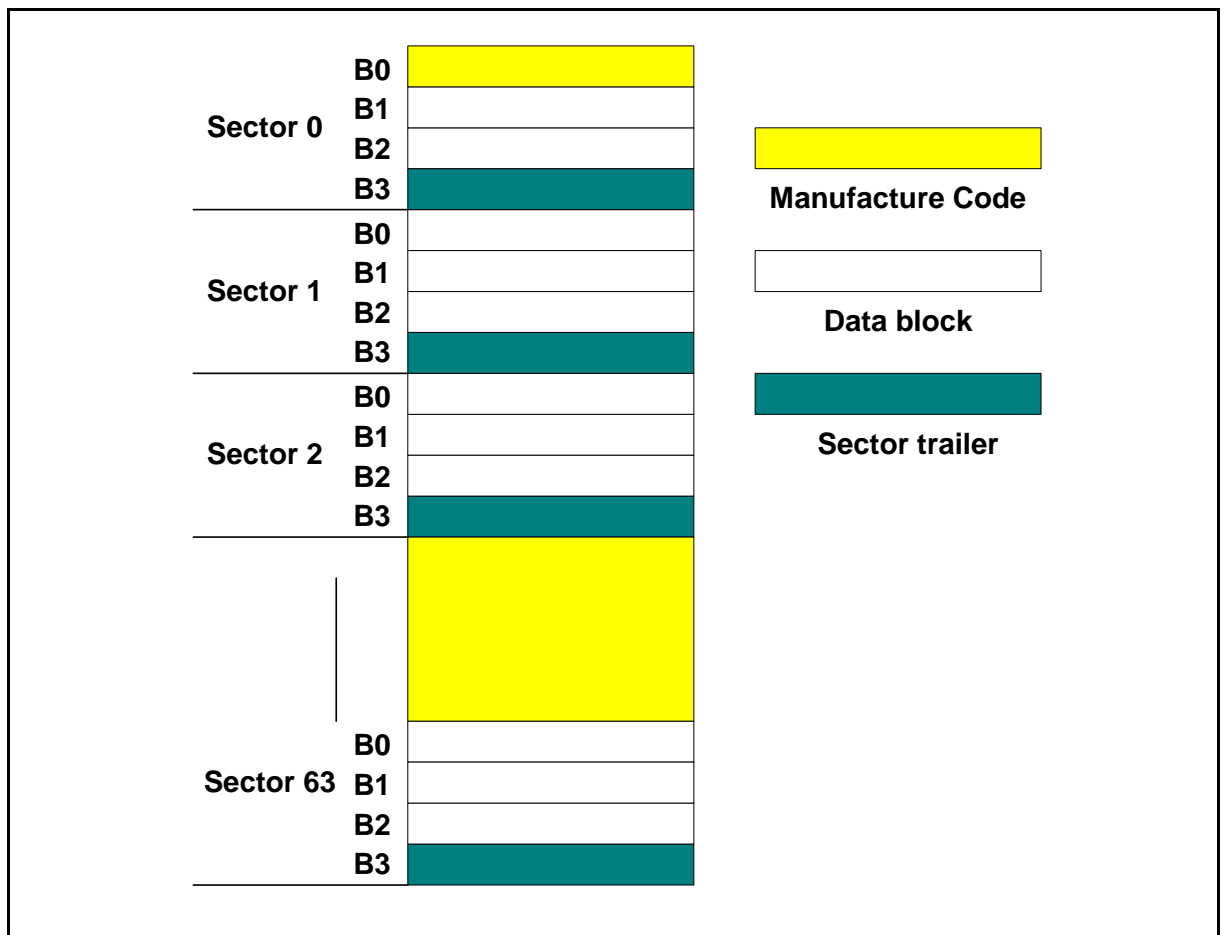 B0
B1
Sector 0
B2
B3
B0
B1
Sector 1
B2
B3
B0
B1
Sector 2
B2
B3
B0
Sector 63 B1
B2
B3
Manufacture Code
Data block
Sector trailer